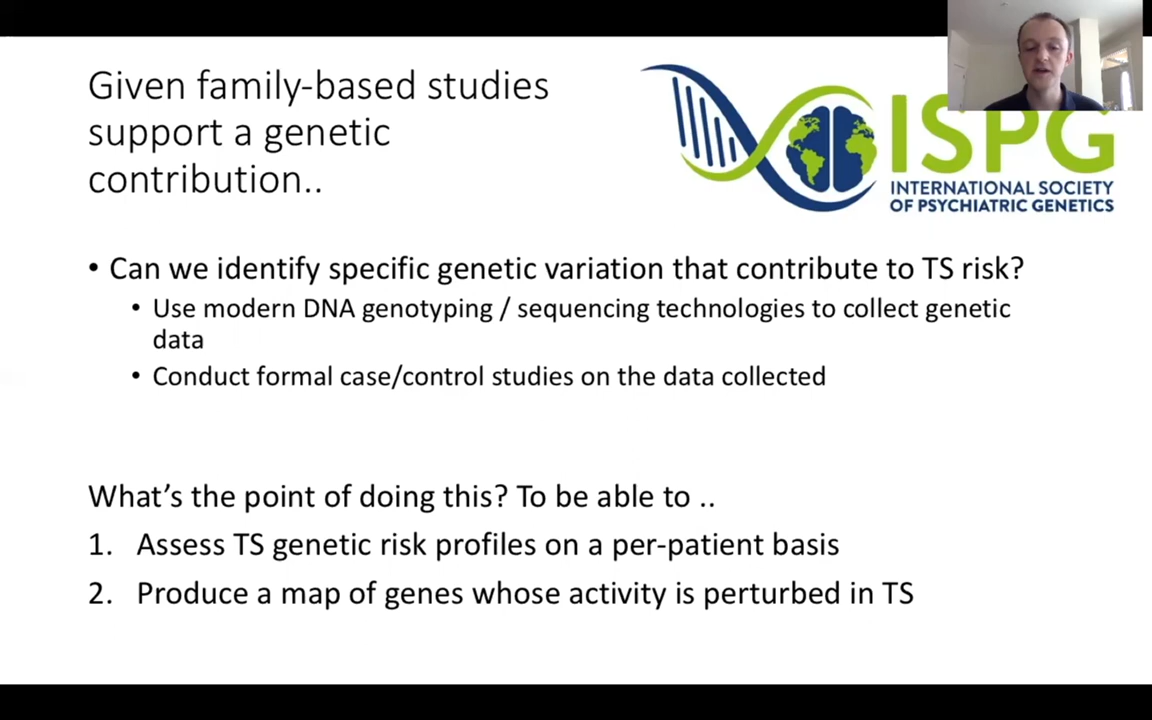 Given family-based studies
support a genetic
contribution..
ISPG
INTERNATIONAL SOCIETY
OF PSYCHIATRIC GENETICS
• Can we identify specific genetic variation that contribute to TS risk?
• Use modern DNA genotyping / sequencing technologies to collect genetic
data
• Conduct formal case/control studies on the data collected
What's the point of doing this? To be able to ..
1. Assess TS genetic risk profiles on a per-patient basis
2. Produce a map of genes whose activity is perturbed in TS